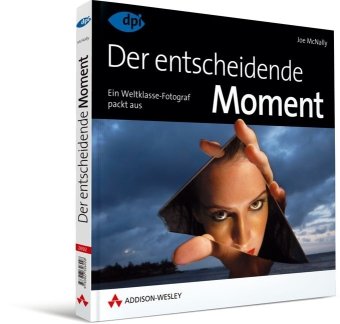 dpi
Joe McNally
Der entscheidende
Moment
Ein Weltklasse-Fotograf
packt aus
ADDISON-WESLEY
Der entscheidende Moment